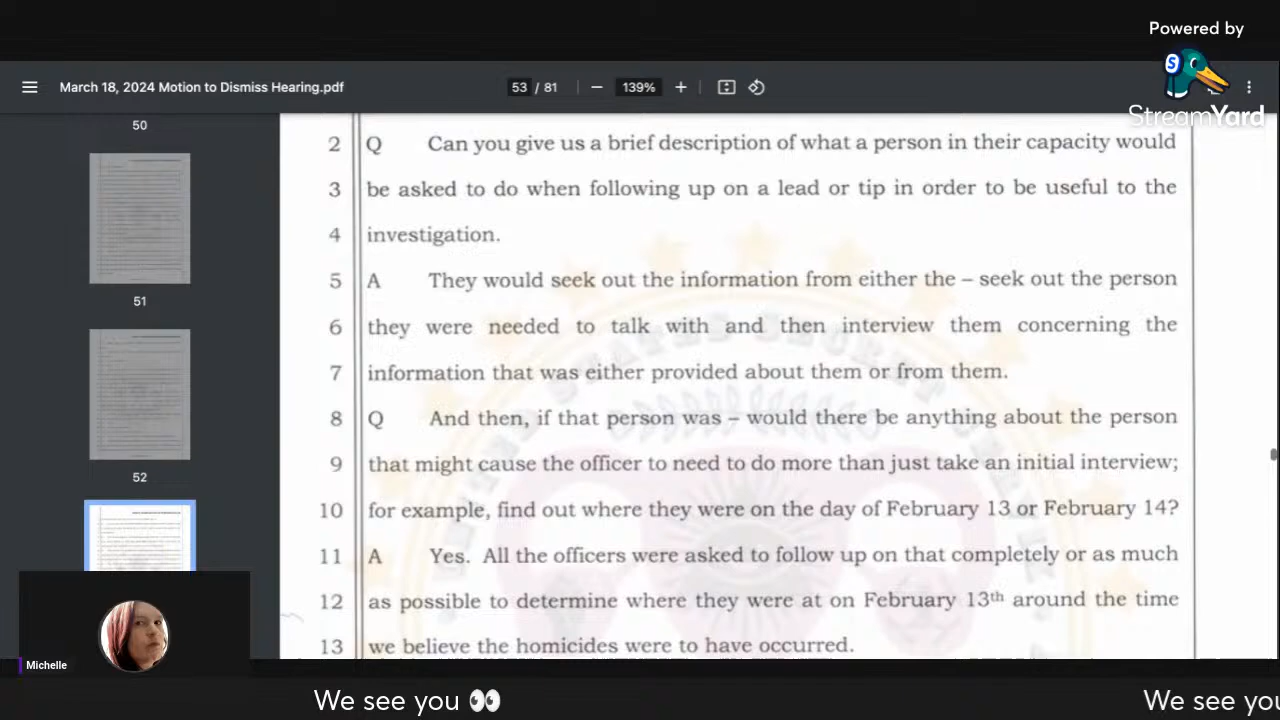 Powered by
StreamYard
March 18, 2024 Motion to Dismiss Hearing.pdf
53 / 81
139%
50
51
52
2 Q Can you give us a brief description of what a person in their capacity would
3 be asked to do when following up on a lead or tip in order to be useful to the
4 investigation.
5 A They would seek out the information from either the – seek out the person
6 they were needed to talk with and then interview them concerning the
7 information that was either provided about them or from them.
8 Q And then, if that person was – would there be anything about the person
9 that might cause the officer to need to do more than just take an initial interview;
10 for example, find out where they were on the day of February 13 or February 14?
11 A Yes. All the officers were asked to follow up on that completely or as much
12 as possible to determine where they were at on February 13th around the time
13 we believe the homicides were to have occurred.
Michelle
We see you 👀
We see you